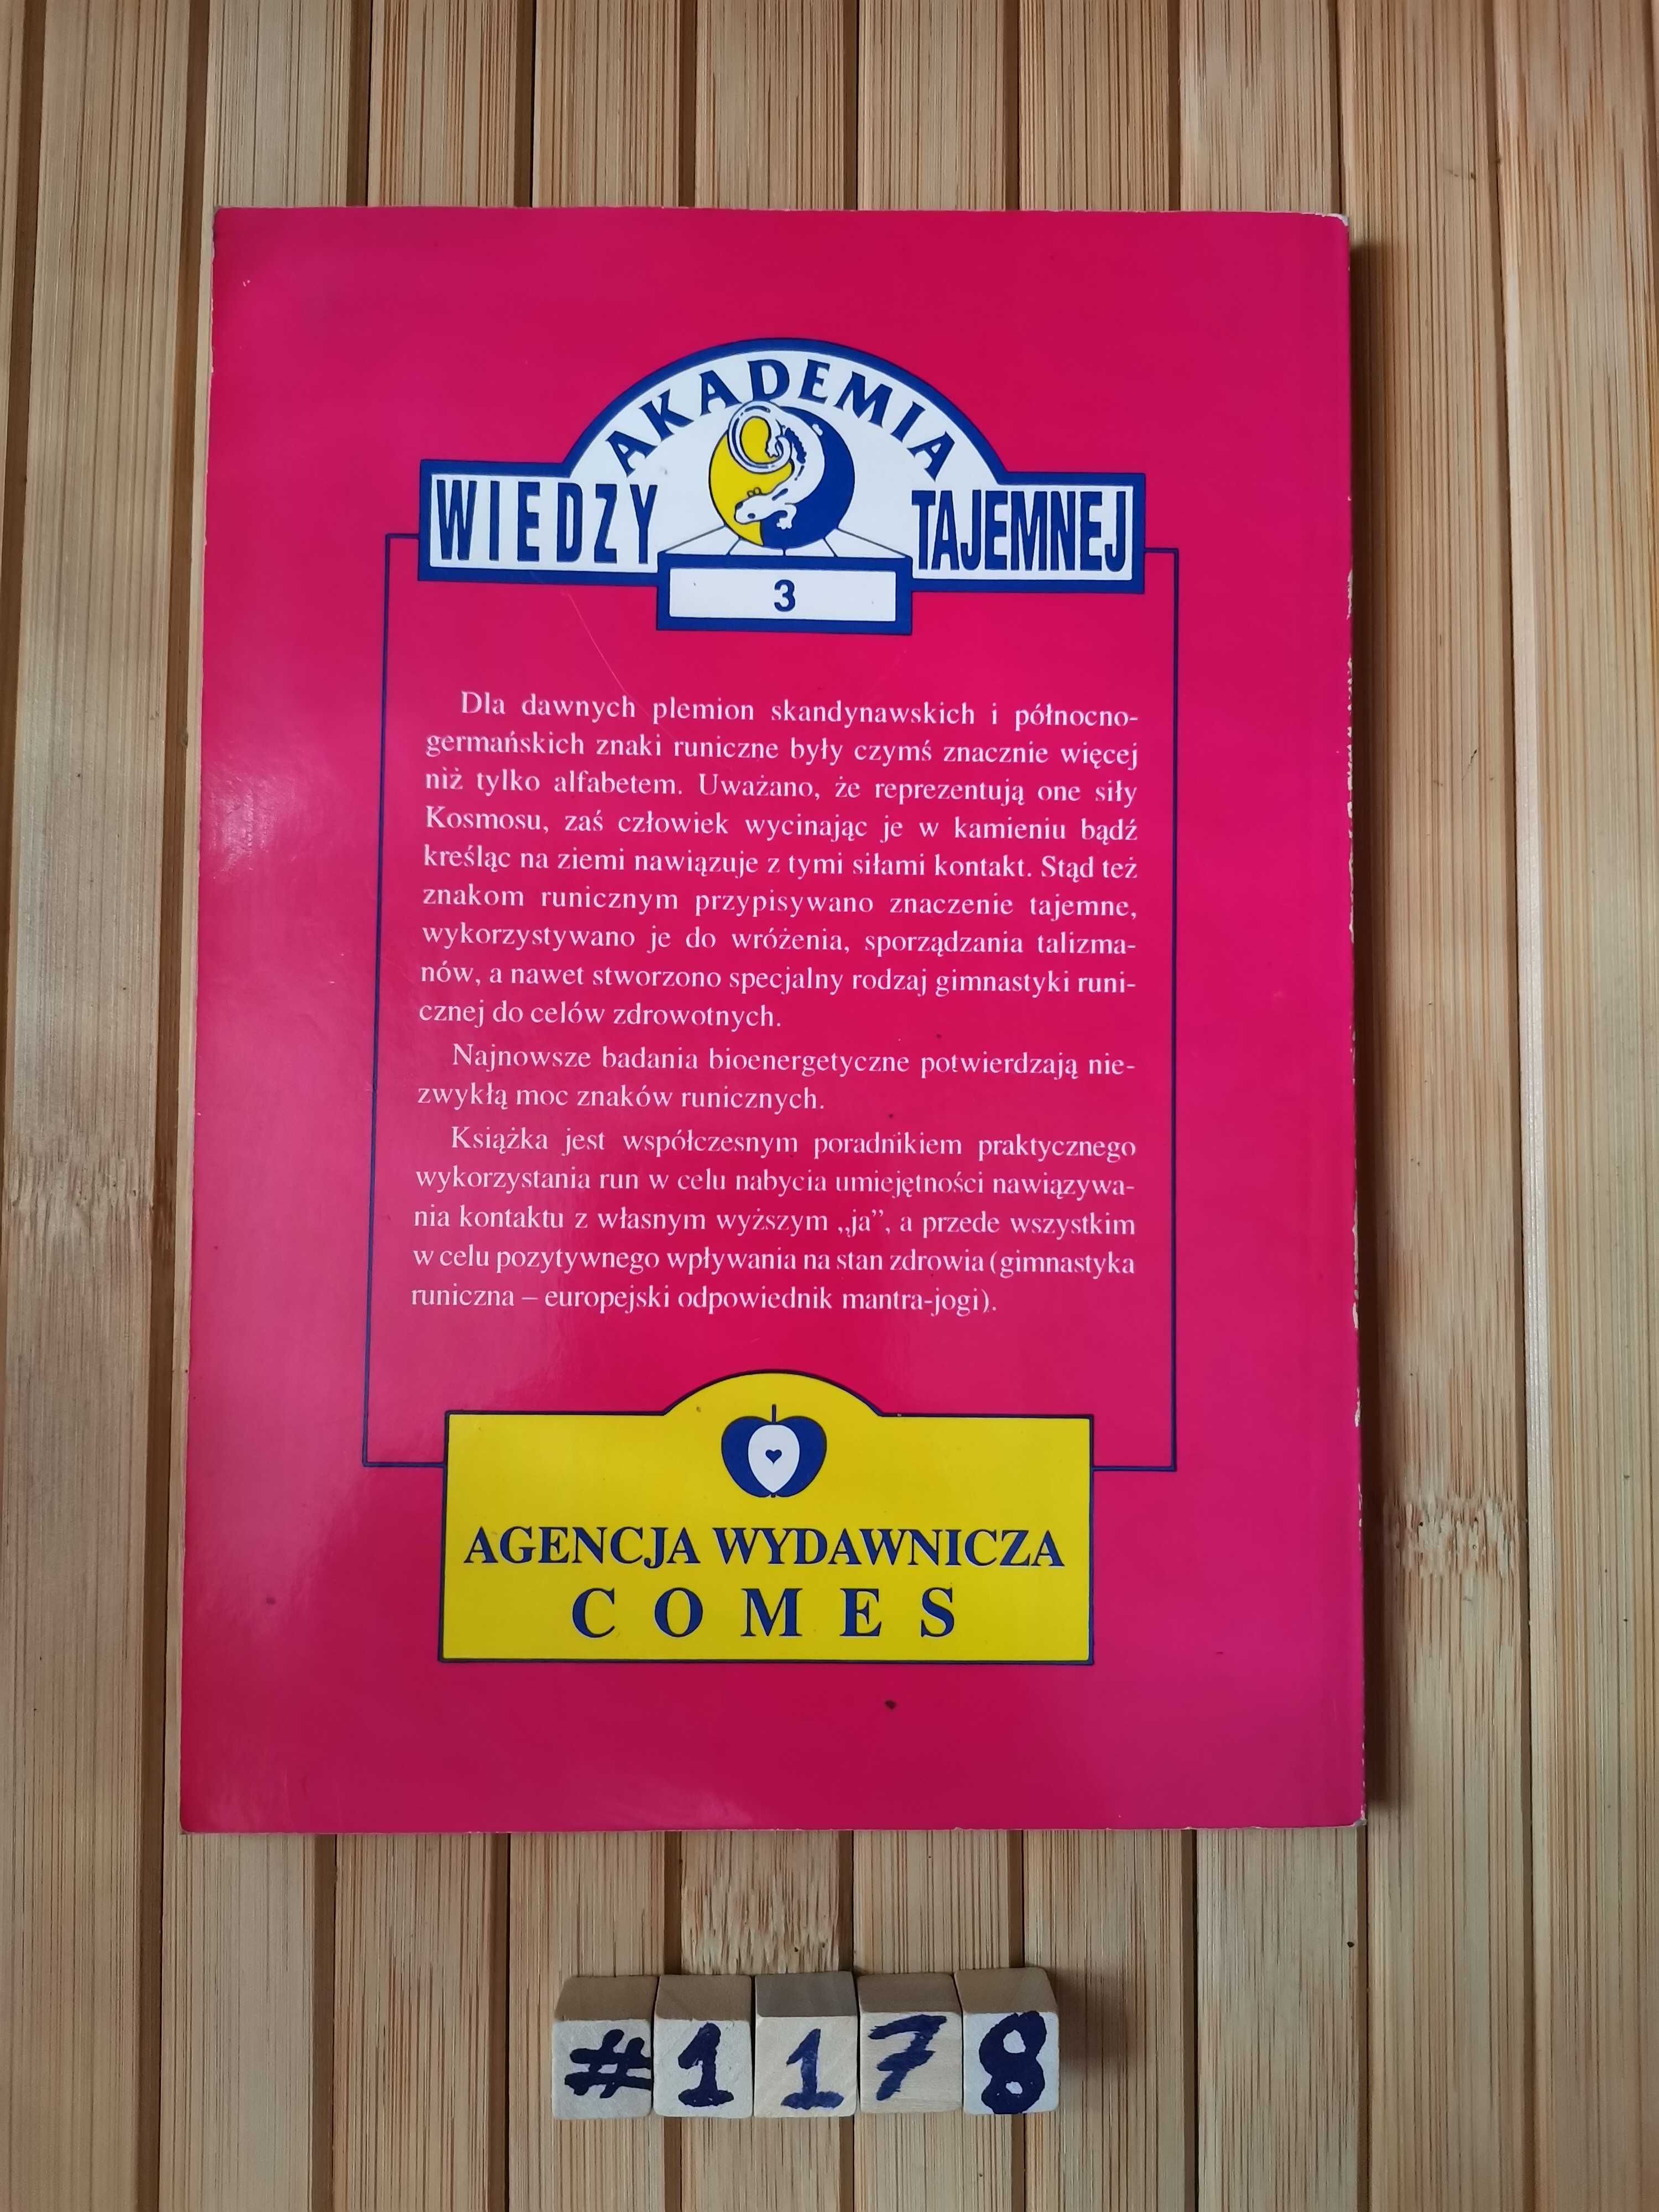 AKADEMIA
WIEDZY TAJEMNEJ
3
Dla dawnych plemion skandynawskich i północno-
germańskich znaki runiczne były czymś znacznie więcej
niż tylko alfabetem. Uważano, że reprezentują one siły
Kosmosu, zaś człowiek wycinając je w kamieniu bądź
kreśląc na ziemi nawiązuje z tymi siłami kontakt. Stąd też
znakom runicznym przypisywano znaczenie tajemne,
wykorzystywano je do wróżenia, sporządzania talizma-
nów, a nawet stworzono specjalny rodzaj gimnastyki runi-
cznej do celów zdrowotnych.
Najnowsze badania bioenergetyczne potwierdzają nie-
zwykłą moc znaków runicznych.
Książka jest współczesnym poradnikiem praktycznego
wykorzystania run w celu nabycia umiejętności nawiązywa-
nia kontaktu z własnym wyższym „ja”, a przede wszystkim
w celu pozytywnego wpływania na stan zdrowia (gimnastyka
runiczna – europejski odpowiednik mantra-jogi).
AGENCJA WYDAWNICZA
COMES
#1178